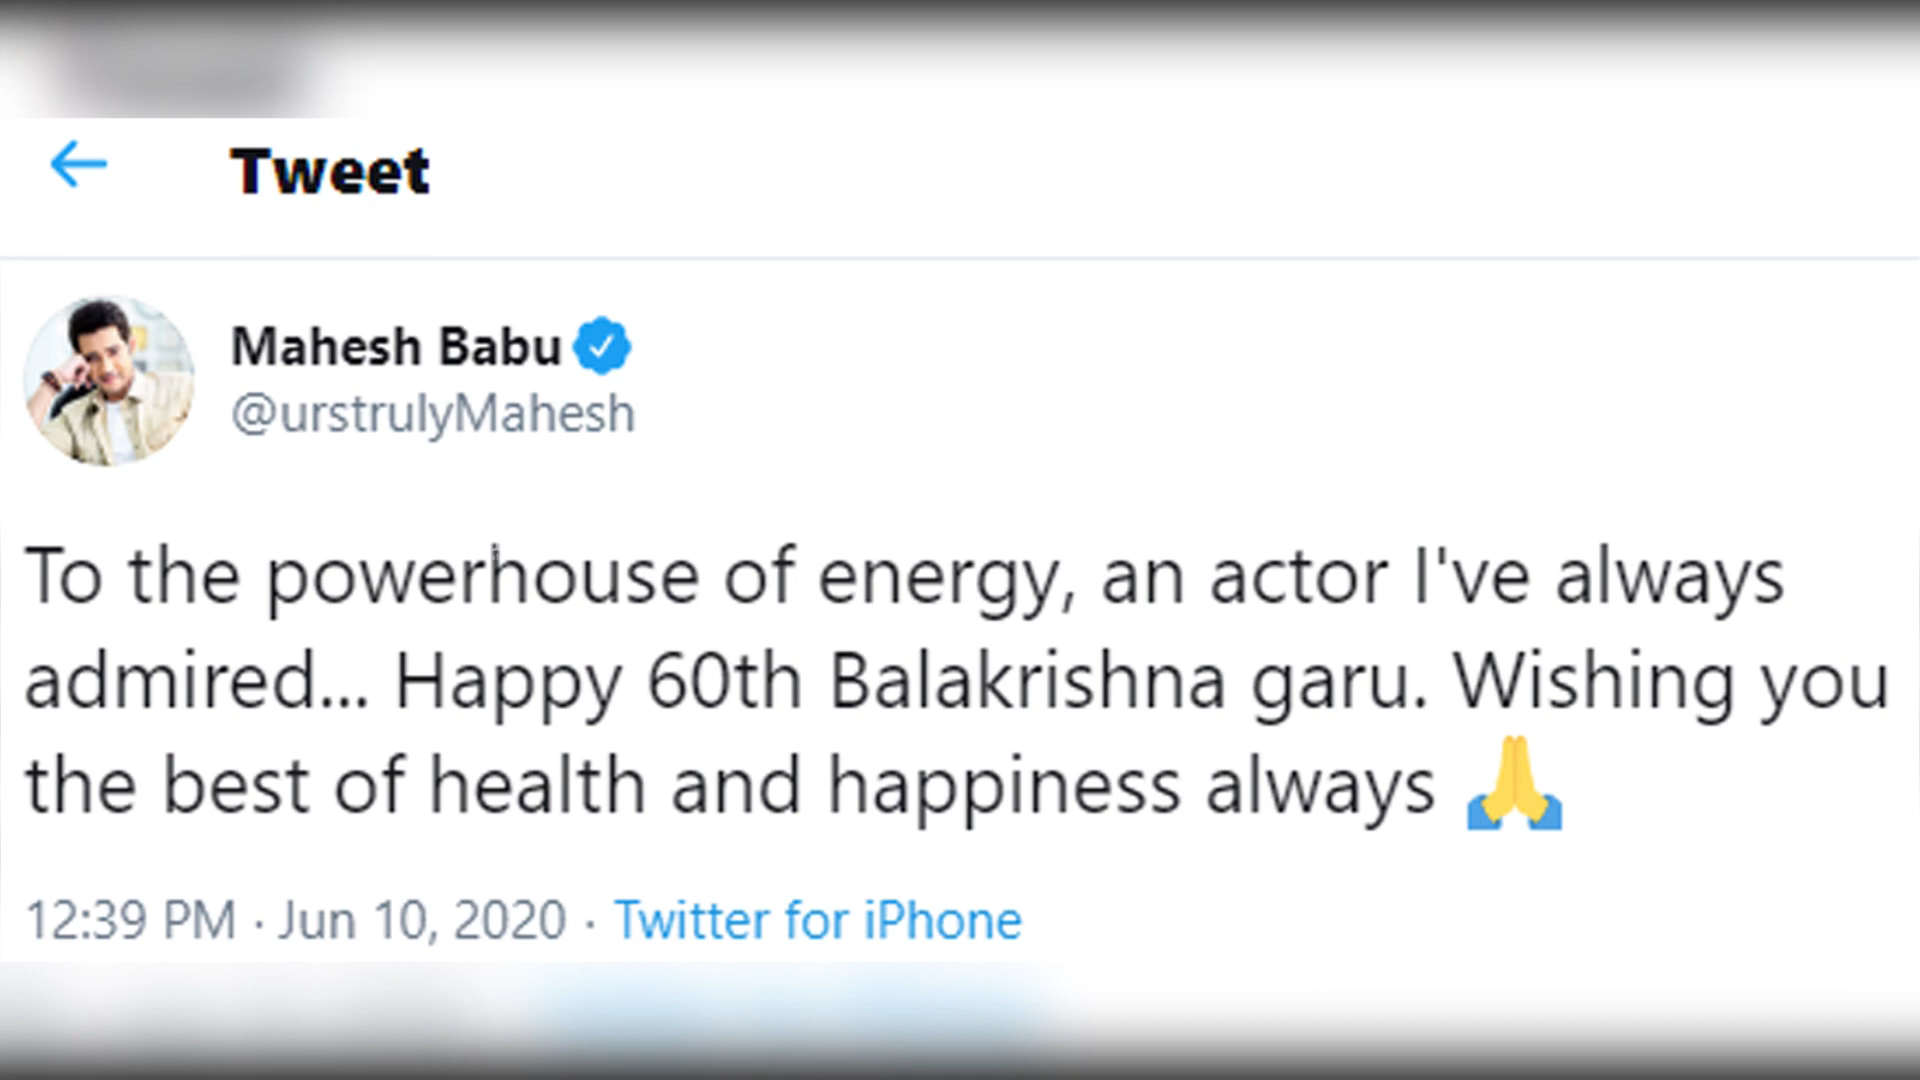 Tweet
Mahesh Babu
@urstrulyMahesh
To the powerhouse of energy, an actor I've always
admired... Happy 60th Balakrishna garu. Wishing you
the best of health and happiness always 🙏
12:39 PM · Jun 10, 2020 · Twitter for iPhone